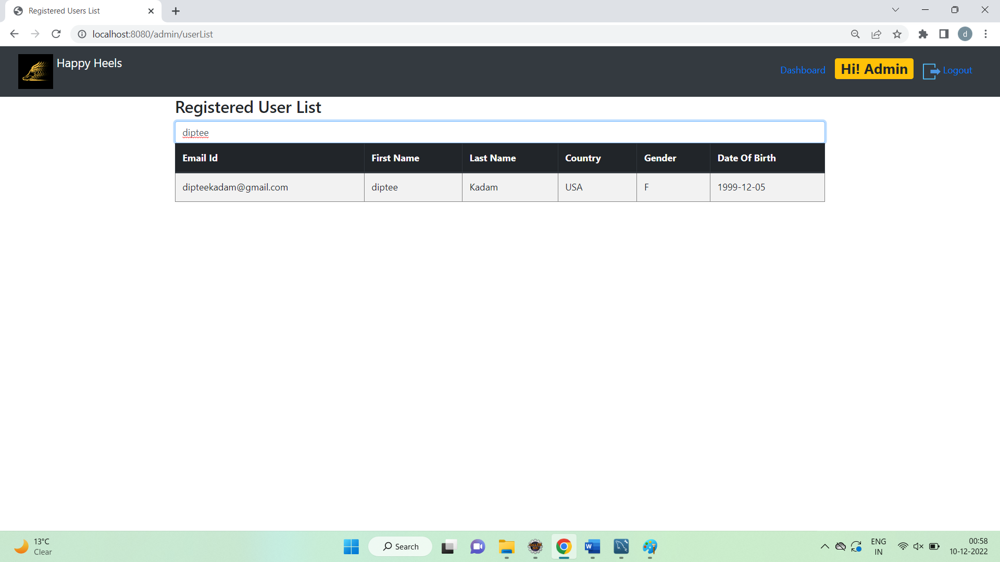 Registered Users List
localhost:8080/admin/userList
d
Happy Heels
Dashboard
Hi! Admin
Logout
Registered User List
diptee
Email Id First Name Last Name Country Gender Date Of Birth
dipteekadam@gmail.com diptee Kadam USA F 1999-12-05
13°C
Clear
Search
W
ENG
IN
00:58
10-12-2022